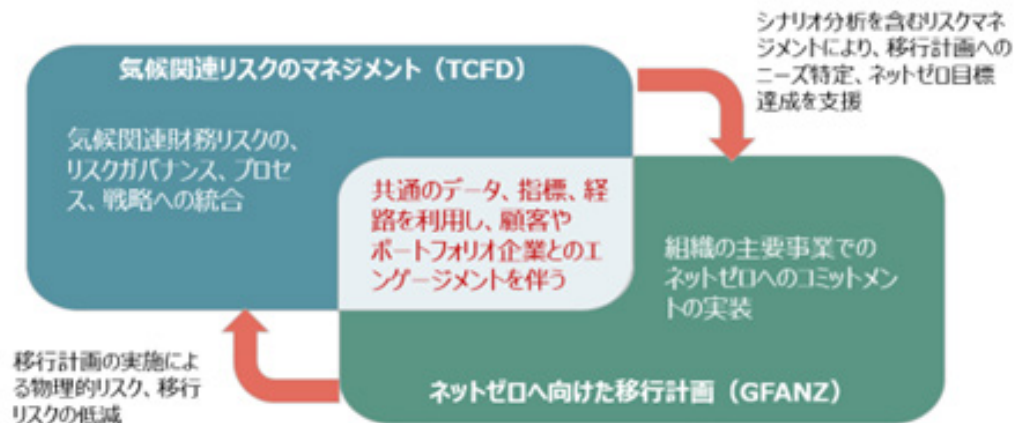 シナリオ分析を含むリスクマネ
ジメントにより、移行計画への
ニーズ特定、ネットゼロ目標
達成を支援
気候関連リスクのマネジメント（TCFD）
気候関連財務リスクの、
リスクガバナンス、プロセ
ス、戦略への統合
共通のデータ、指標、経
路を利用し、顧客や
ポートフォリオ企業とのエ
ンゲージメントを伴う
組織の主要事業での
ネットゼロへのコミットメン
トの実装
移行計画の実施によ
る物理的リスク、移行
リスクの低減
ネットゼロへ向けた移行計画（GFANZ）